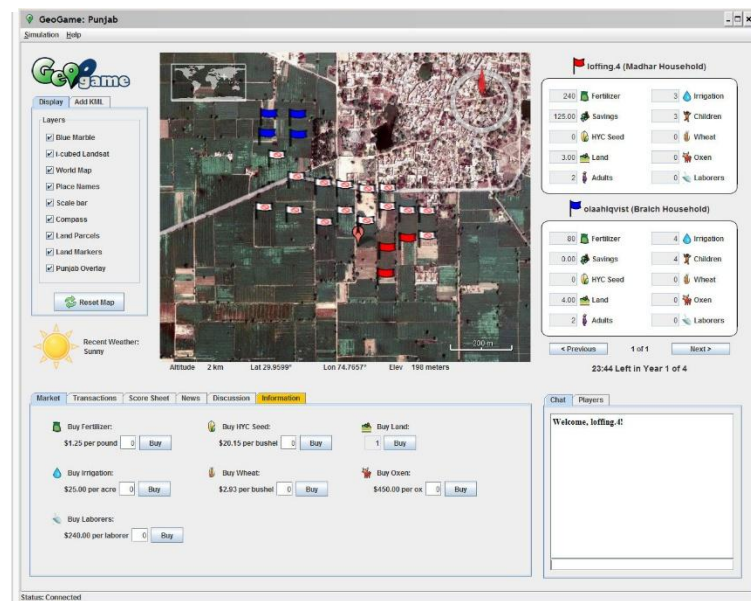 GeoGame: Punjab
Simulation Help
Geo game
Display Add KML
Layers
Blue Marble
i-cubed Landsat
World Map
Place Names
Scale bar
Compass
Land Parcels
Land Markers
Punjab Overlay
Reset Map
Recent Weather:
Sunny
200 m
Altitude 2 km Lat 29.9599° Lon 74.7657° Elev 198 meters
loffing.4 (Madhar Household)
240 Fertilizer 3 Irrigation
125.00 Savings 3 Children
0 HYC Seed 0 Wheat
3.00 Land 0 Oxen
2 Adults 0 Laborers
olaahlqvist (Braich Household)
80 Fertilizer 4 Irrigation
0.00 Savings 4 Children
0 HYC Seed 0 Wheat
4.00 Land 0 Oxen
2 Adults 0 Laborers
< Previous 1 of 1 Next >
23:44 Left in Year 1 of 4
Market Transactions Score Sheet News Discussion Information
Buy Fertilizer: Buy HYC Seed: Buy Land:
$1.25 per pound 0 Buy $20.15 per bushel 0 Buy 1 Buy
Buy Irrigation: Buy Wheat: Buy Oxen:
$25.00 per acre 0 Buy $2.93 per bushel 0 Buy $450.00 per ox 0 Buy
Buy Laborers:
$240.00 per laborer 0 Buy
Chat Players
Welcome, loffing.4!
Status: Connected